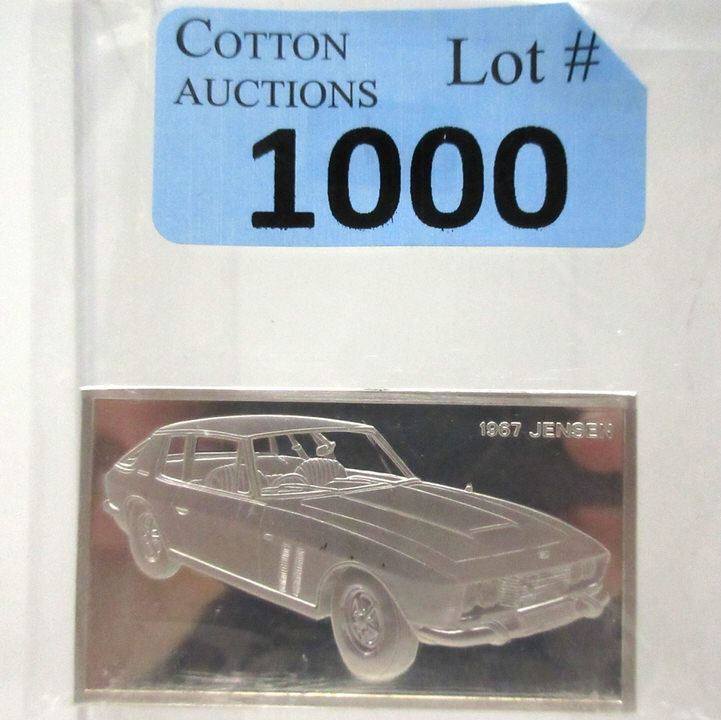 COTTON
AUCTIONS
Lot #
1000
1967 JENSEN